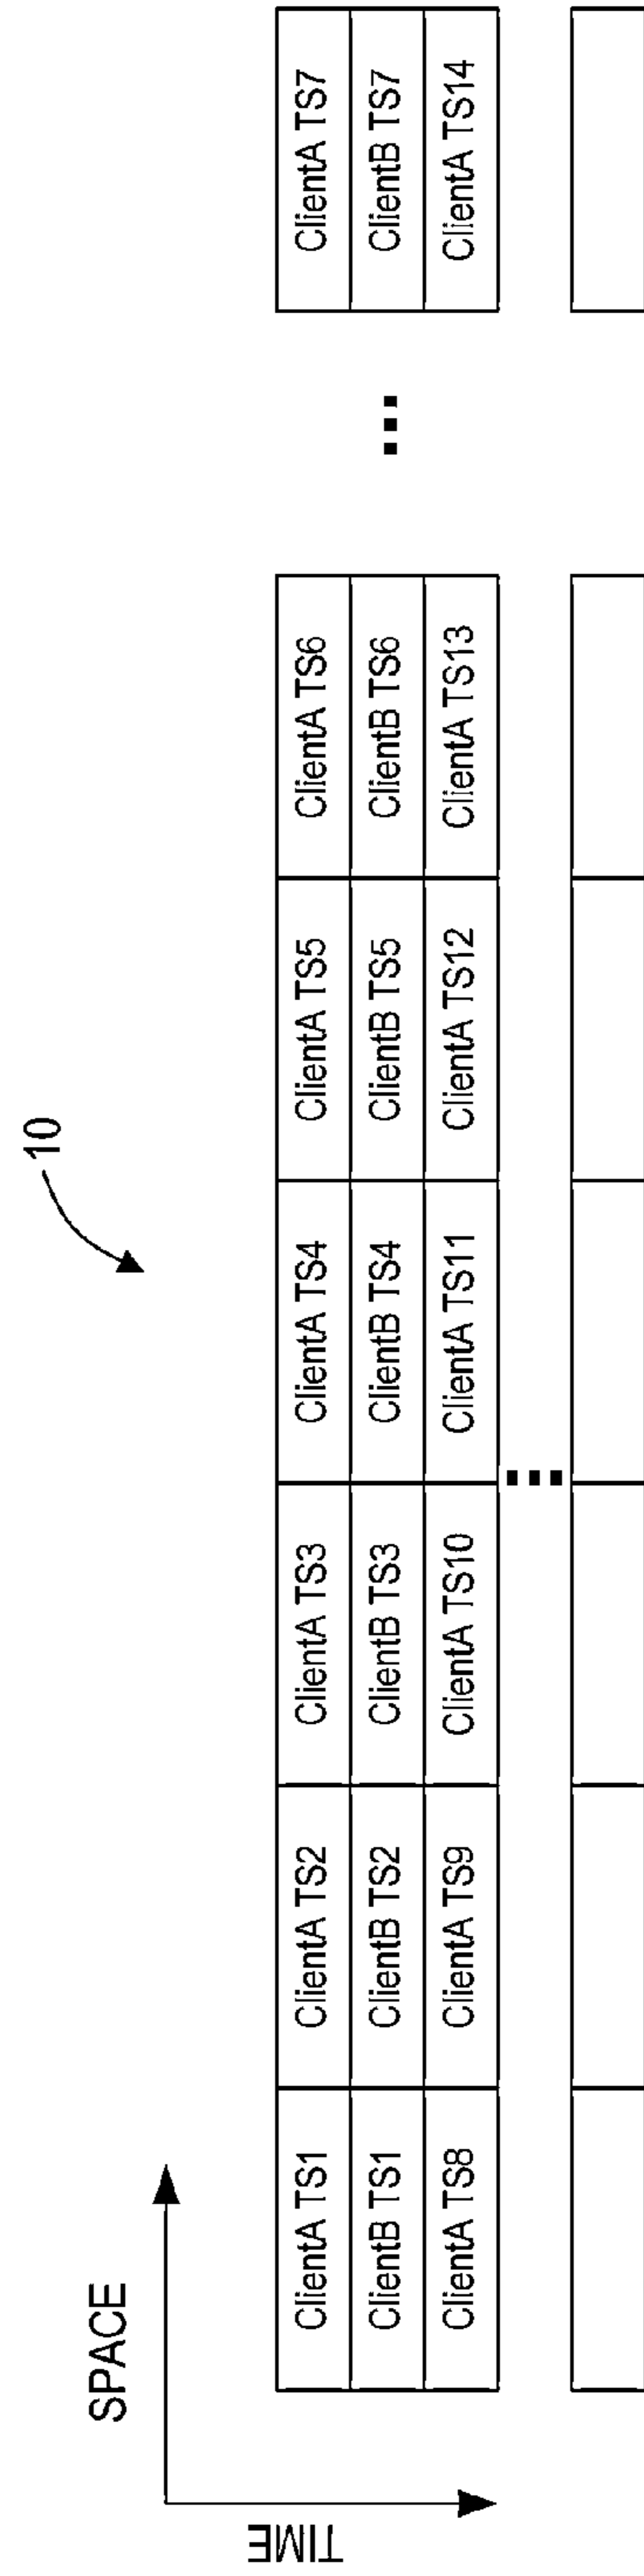 10
SPACE
TIME
ClientA TS1 ClientA TS2 ClientA TS3 ClientA TS4 ClientA TS5 ClientA TS6 ... ClientA TS7
ClientB TS1 ClientB TS2 ClientB TS3 ClientB TS4 ClientB TS5 ClientB TS6 ClientB TS7
ClientA TS8 ClientA TS9 ClientA TS10 ClientA TS11 ClientA TS12 ClientA TS13 ClientA TS14
...